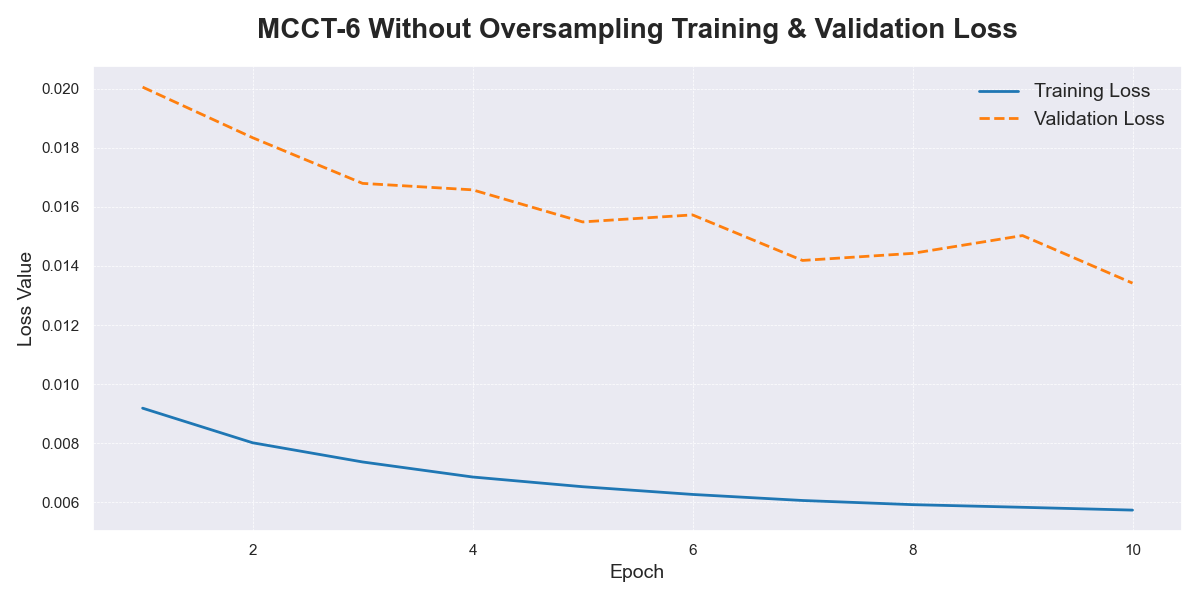 MCCT-6 Without Oversampling Training & Validation Loss
Training Loss
Validation Loss
0.020
0.018
0.016
0.014
0.012
0.010
0.008
0.006
Loss Value
2 4 6 8 10
Epoch